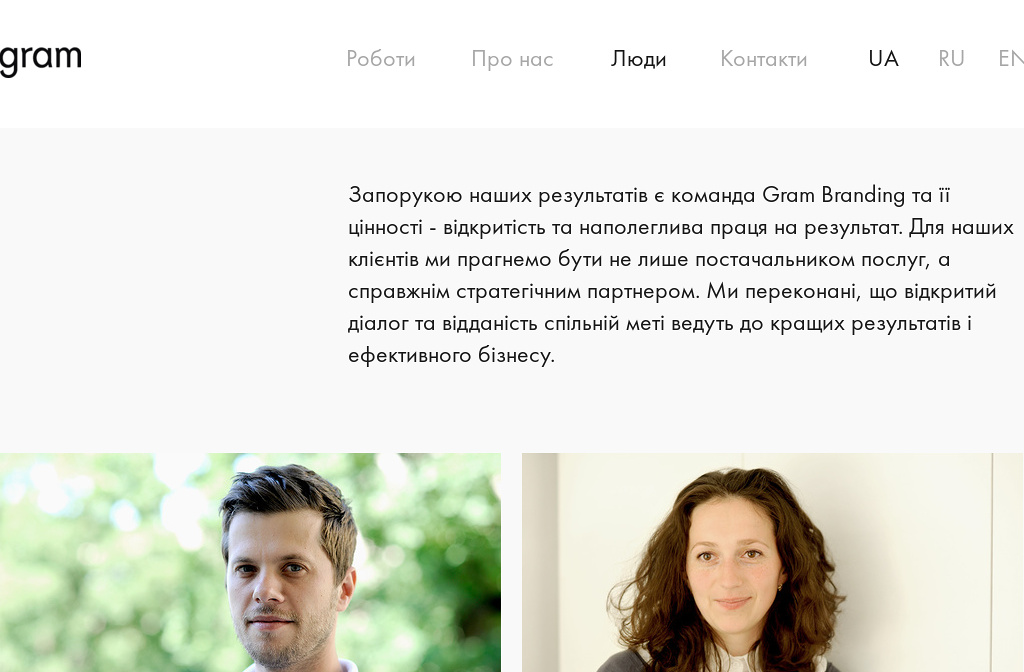 gram
Роботи Про нас Люди Контакти UA RU EN
Запорукою наших результатів є команда Gram Branding та її
цінності - відкритість та наполеглива праця на результат. Для наших
клієнтів ми прагнемо бути не лише постачальником послуг, а
справжнім стратегічним партнером. Ми переконані, що відкритий
діалог та відданість спільній меті ведуть до кращих результатів і
ефективного бізнесу.